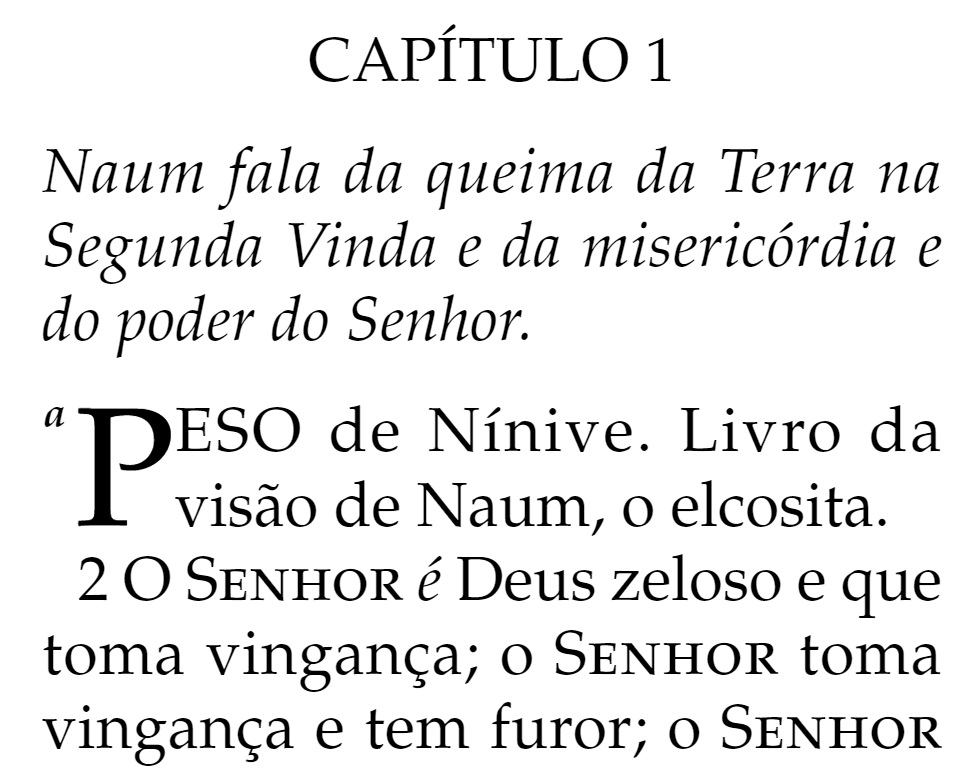 CAPÍTULO 1
Naum fala da queima da Terra na
Segunda Vinda e da misericórdia e
do poder do Senhor.
a PESO de Nínive. Livro da
visão de Naum, o elcosita.
2 O SENHOR é Deus zeloso e que
toma vingança; o SENHOR toma
vingança e tem furor; o SENHOR